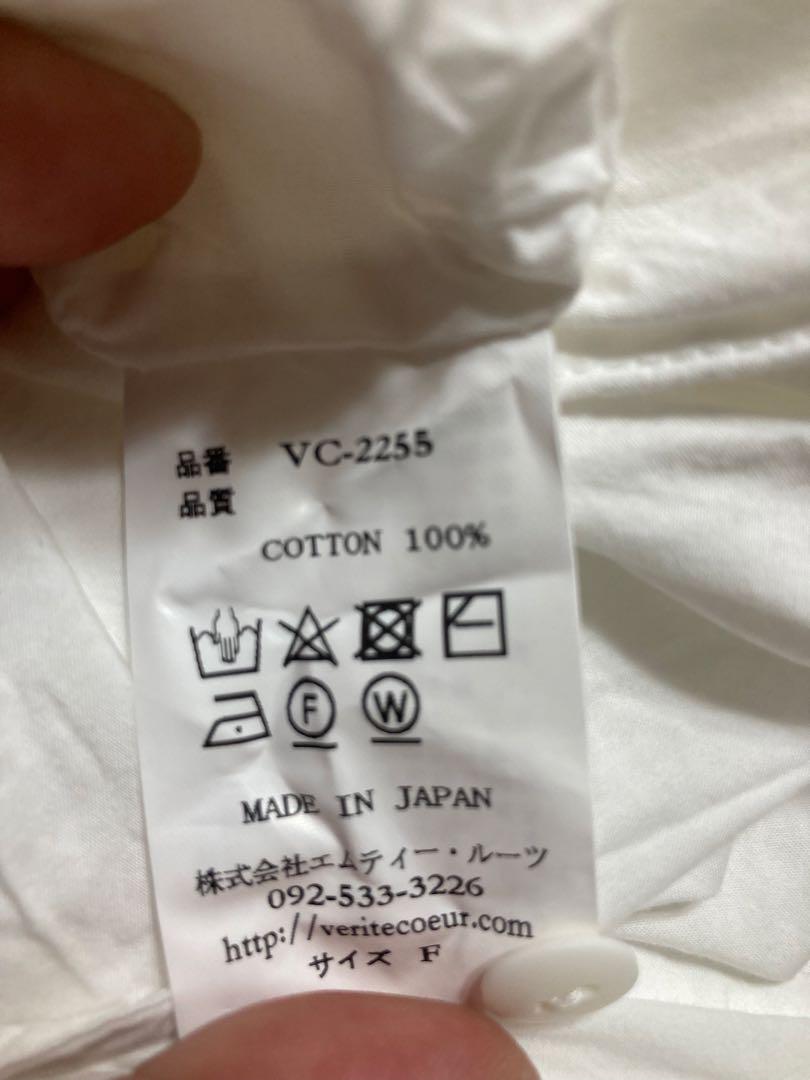 品番 VC-2255
品質
COTTON 100%
F W
MADE IN JAPAN
株式会社エムティー・ルーツ
092-533-3226
http://veritecoeur.com
サイズ F